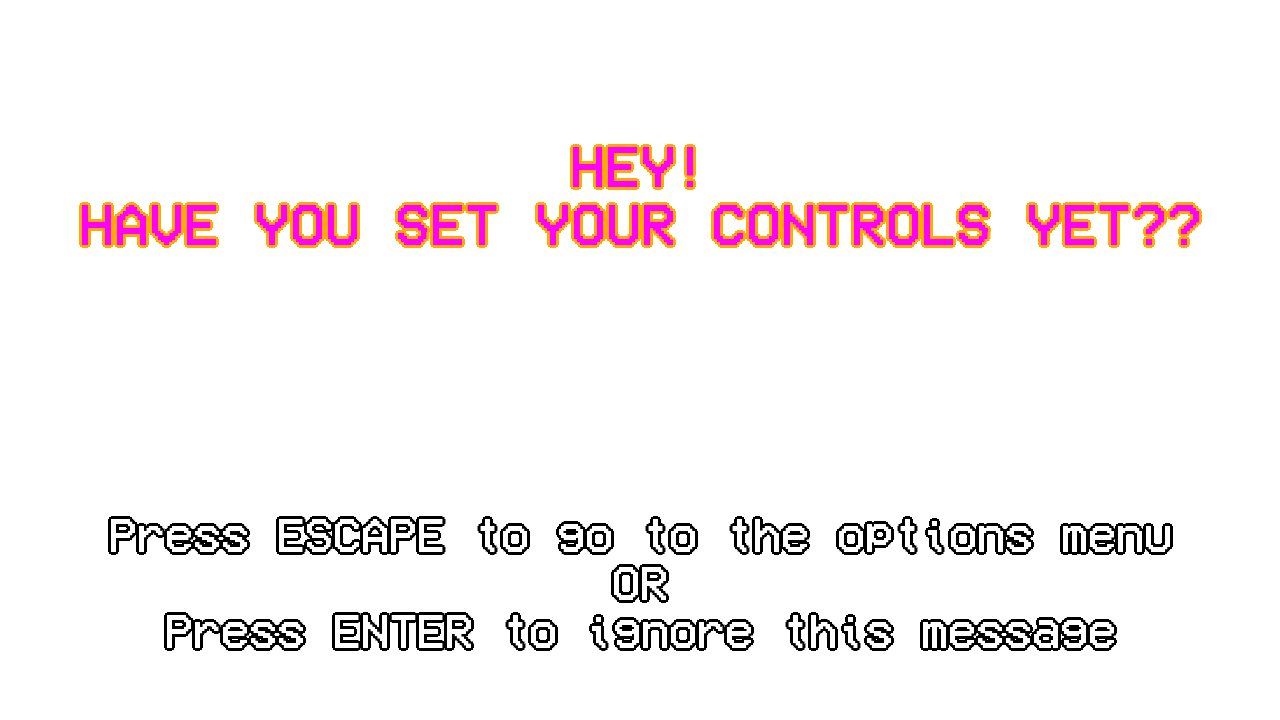 HEY!
HAVE YOU SET YOUR CONTROLS YET??
Press ESCAPE to go to the options menu
OR
Press ENTER to ignore this message